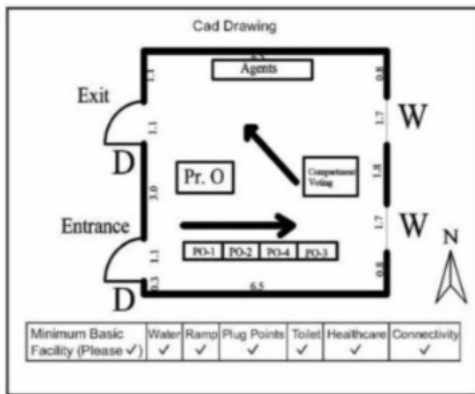 Cad Drawing
6.5
Agents
1.1
0.8
Exit
1.1
1.7
W
D
Pr. O
Compartment
Voting
3.0
1.8
Entrance
1.7
W
N
1.1
PO-1 PO-2 PO-4 PO-3
D
0.3
6.5
0.8
Minimum Basic Facility (Please ✓) Water Ramp Plug Points Toilet Healthcare Connectivity
✓ ✓ ✓ ✓ ✓ ✓